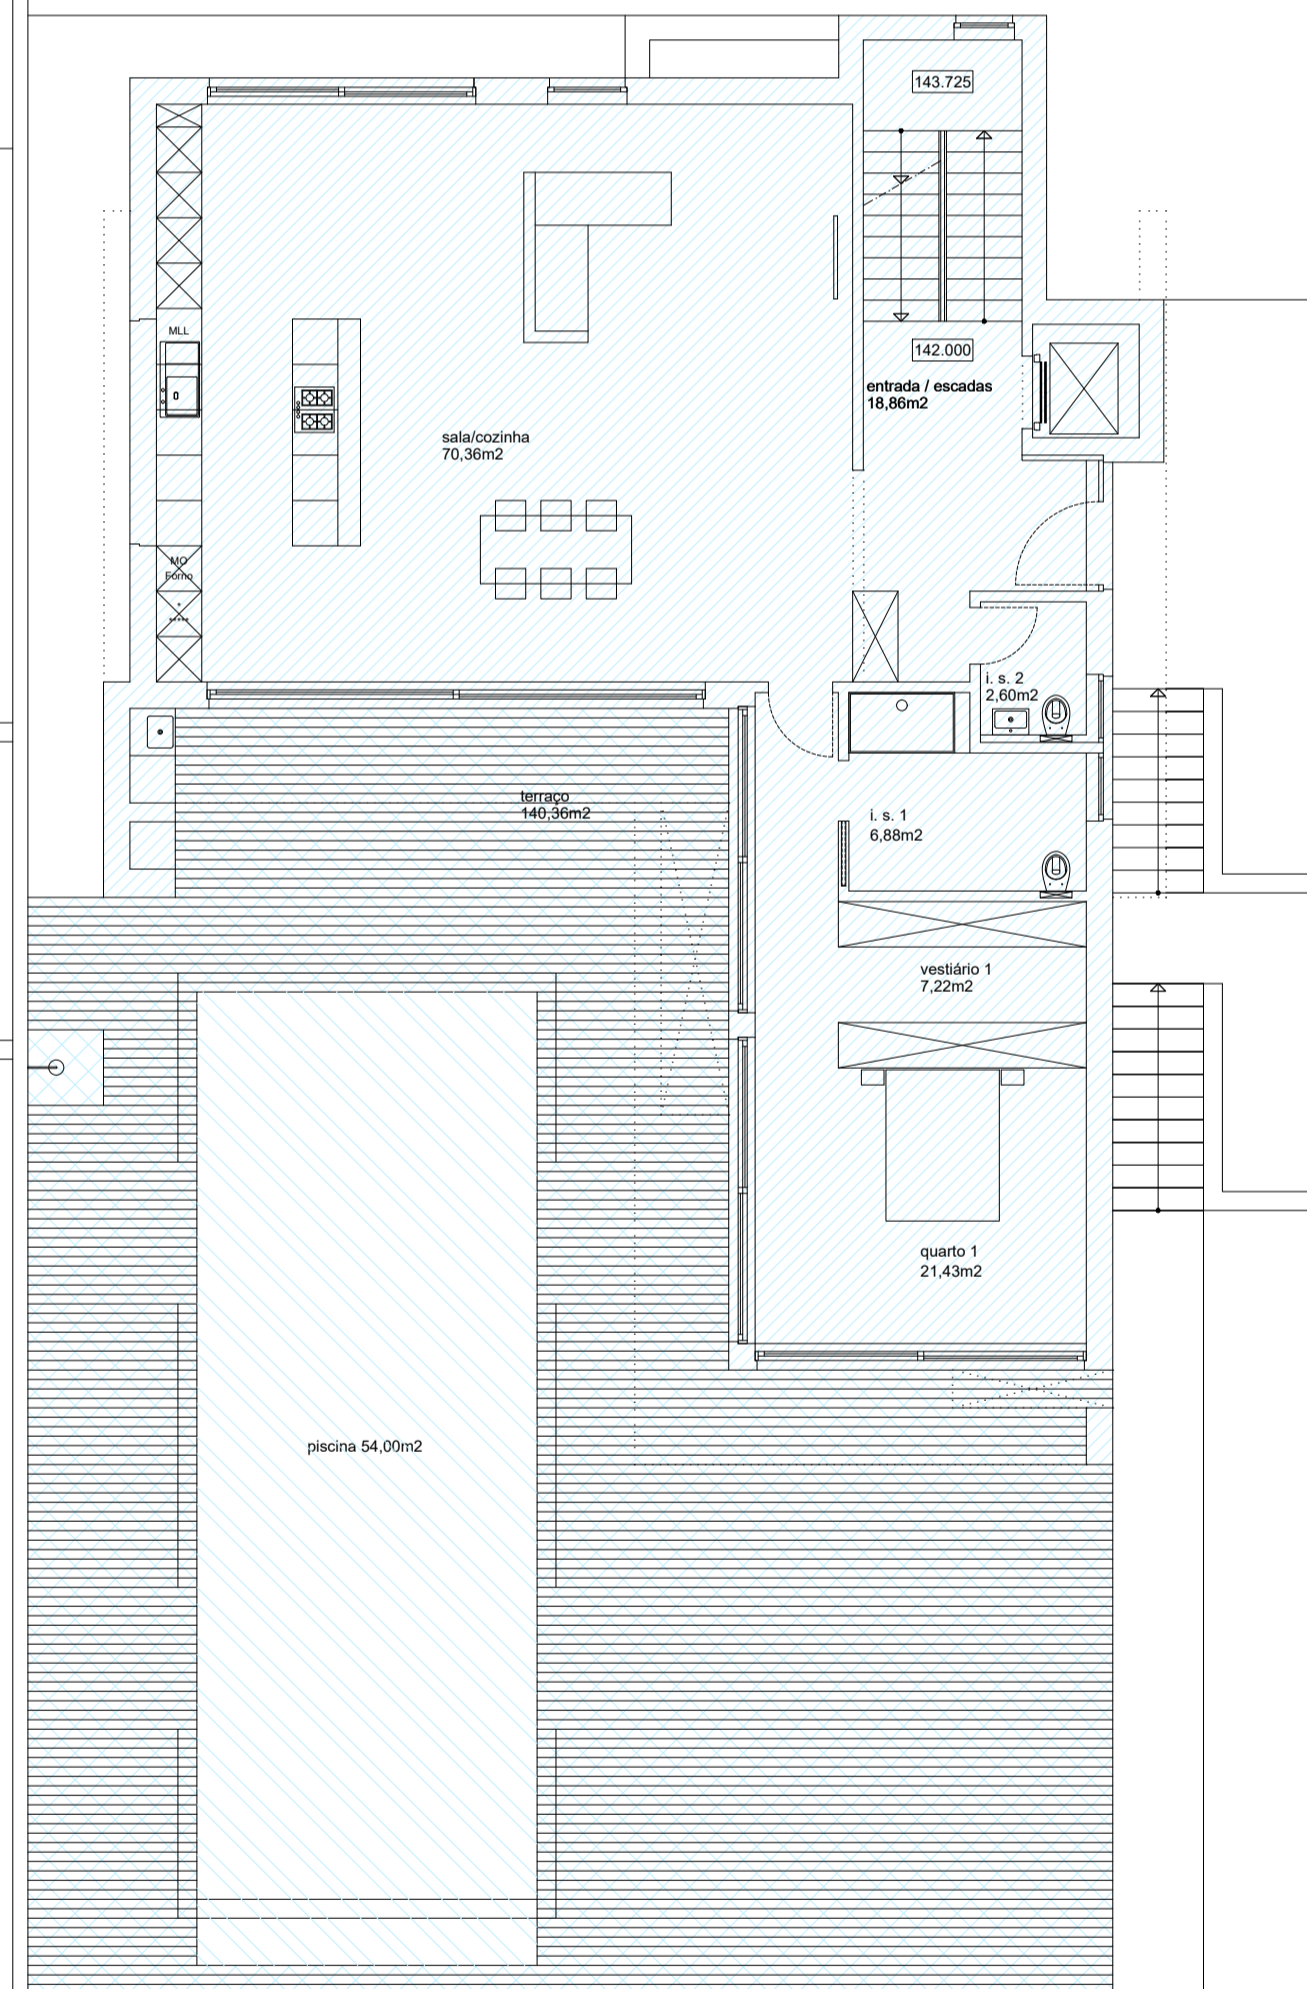 143.725
MLL
142.000
entrada / escadas
18,86m2
sala/cozinha
70,36m2
MO
Forno
i. s. 2
2,60m2
terraço
140,36m2
i. s. 1
6,88m2
vestiário 1
7,22m2
quarto 1
21,43m2
piscina 54,00m2